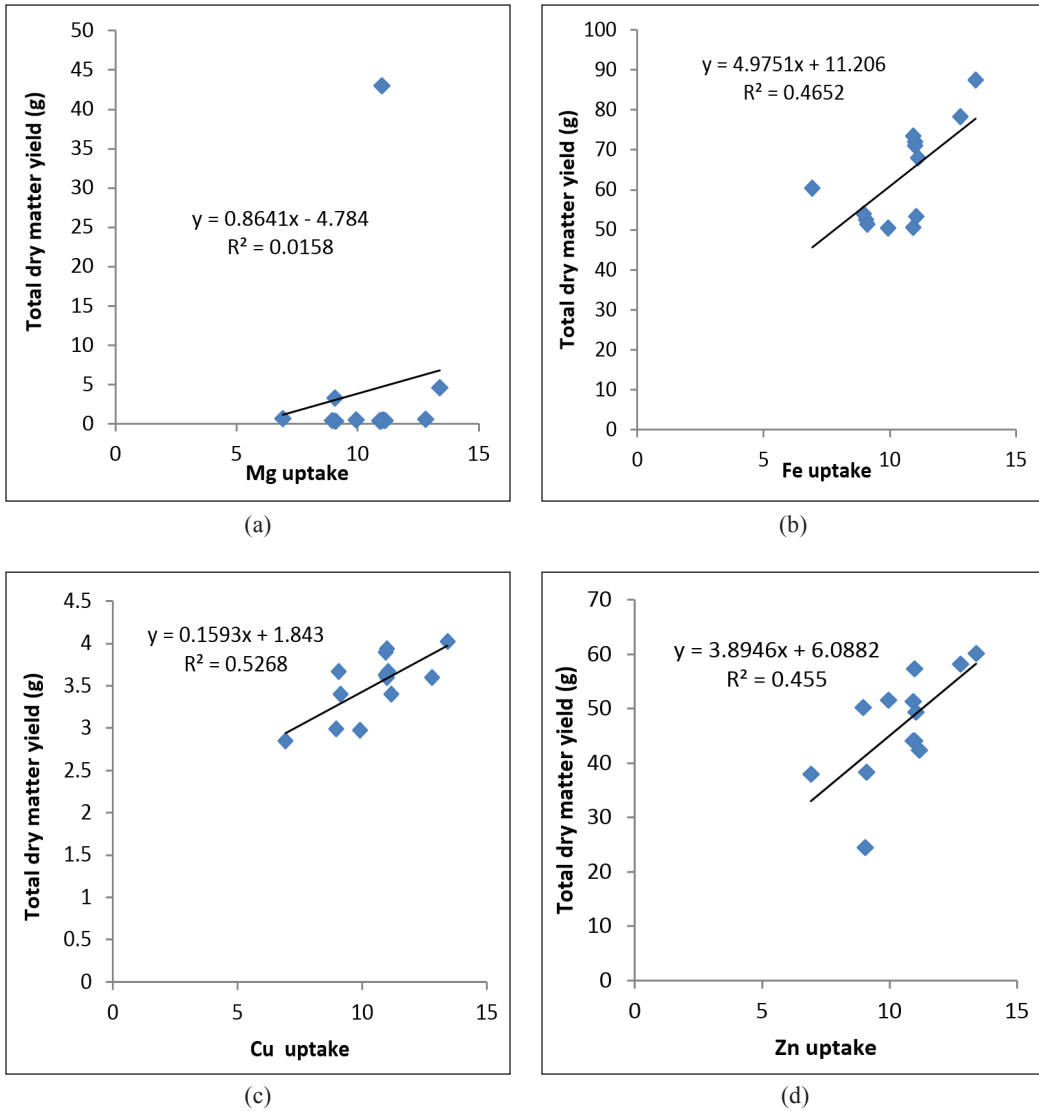 50
45
40
35
30
25
20
15
10
5
0
Total dry matter yield (g)
y = 0.8641x - 4.784
R² = 0.0158
0 5 10 15
Mg uptake
(a)
100
90
80
70
60
50
40
30
20
10
0
Total dry matter yield (g)
y = 4.9751x + 11.206
R² = 0.4652
0 5 10 15
Fe uptake
(b)
4.5
4
3.5
3
2.5
2
1.5
1
0.5
0
Total dry matter yield (g)
y = 0.1593x + 1.843
R² = 0.5268
0 5 10 15
Cu uptake
(c)
70
60
50
40
30
20
10
0
Total dry matter yield (g)
y = 3.8946x + 6.0882
R² = 0.455
0 5 10 15
Zn uptake
(d)